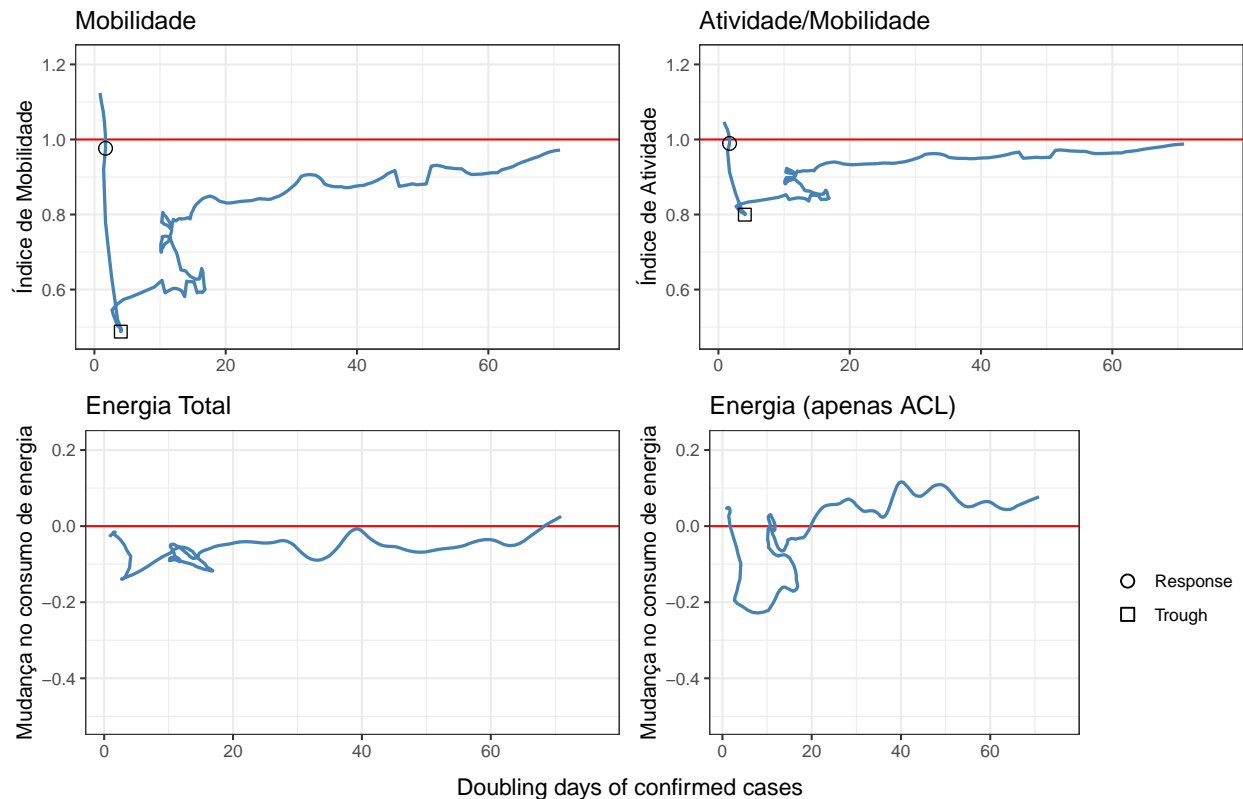 Mobilidade
Índice de Mobilidade
1.2
1.0
0.8
0.6
0 20 40 60
Atividade/Mobilidade
Índice de Atividade
1.2
1.0
0.8
0.6
0 20 40 60
Energia Total
Mudança no consumo de energia
0.2
0.0
−0.2
−0.4
0 20 40 60
Energia (apenas ACL)
Mudança no consumo de energia
0.2
0.0
−0.2
−0.4
0 20 40 60
Response
Trough
Doubling days of confirmed cases